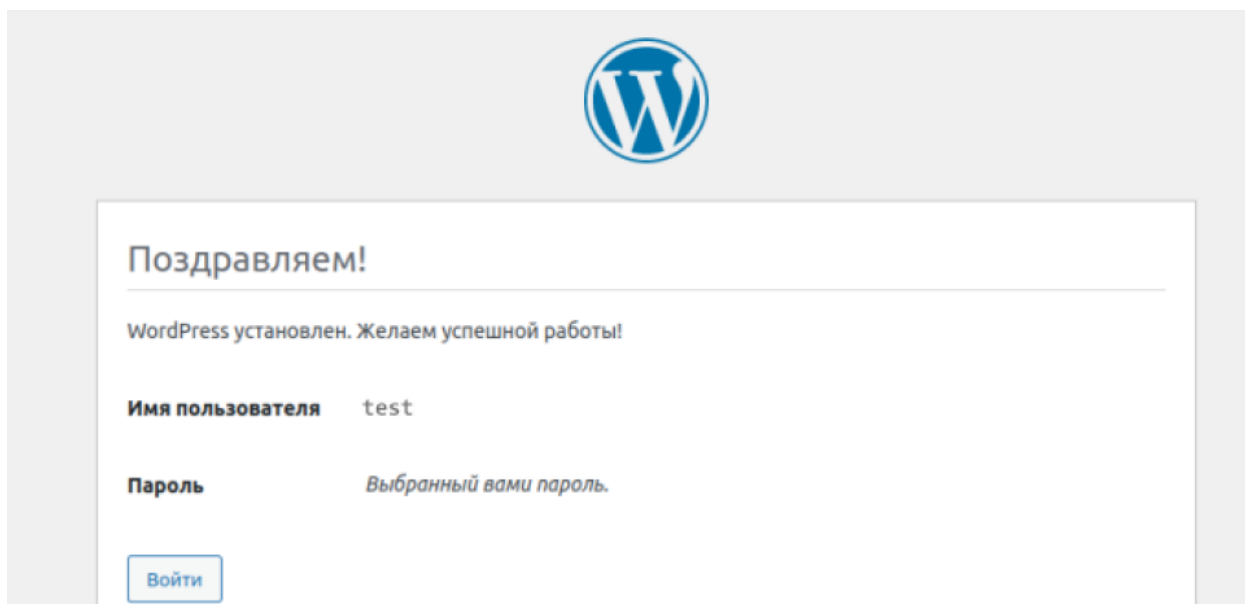 Поздравляем!
WordPress установлен. Желаем успешной работы!
Имя пользователя test
Пароль Выбранный вами пароль.
Войти